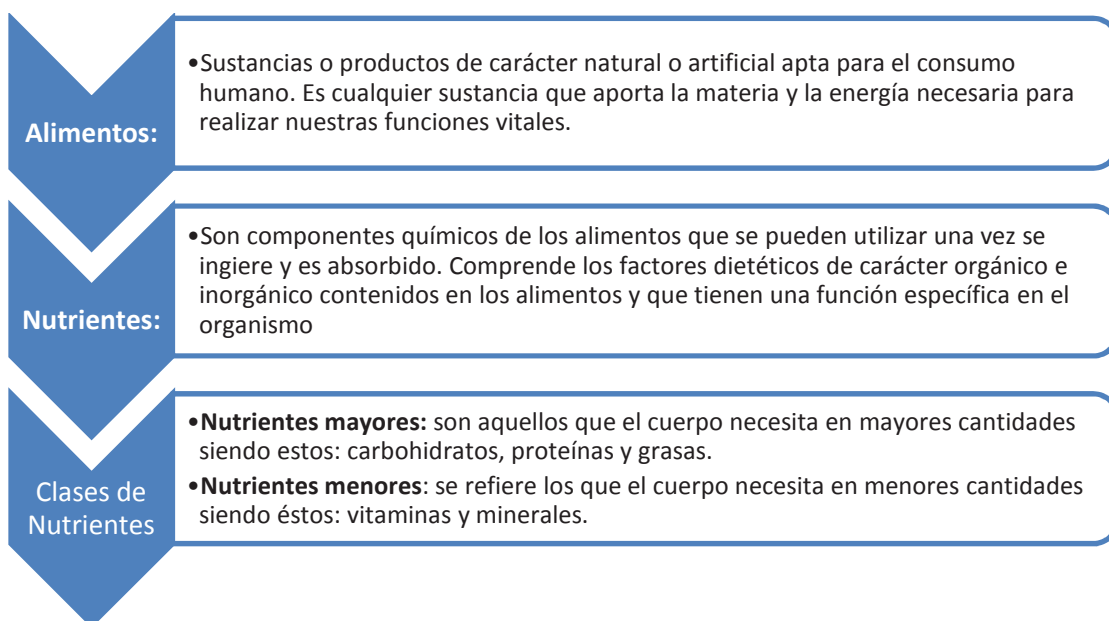 Alimentos:
•Sustancias o productos de carácter natural o artificial apta para el consumo
humano. Es cualquier sustancia que aporta la materia y la energía necesaria para
realizar nuestras funciones vitales.
Nutrientes:
•Son componentes químicos de los alimentos que se pueden utilizar una vez se
ingiere y es absorbido. Comprende los factores dietéticos de carácter orgánico e
inorgánico contenidos en los alimentos y que tienen una función específica en el
organismo
Clases de
Nutrientes
•Nutrientes mayores: son aquellos que el cuerpo necesita en mayores cantidades
siendo estos: carbohidratos, proteínas y grasas.
•Nutrientes menores: se refiere los que el cuerpo necesita en menores cantidades
siendo éstos: vitaminas y minerales.